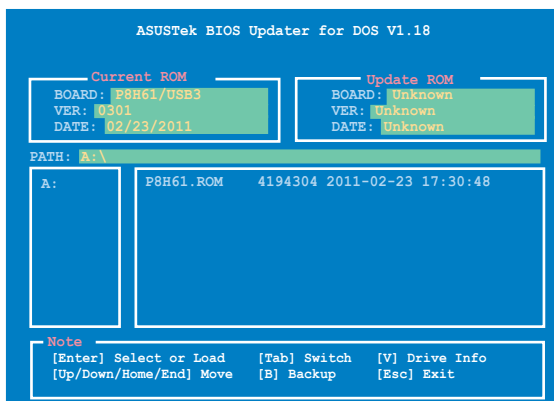 ASUSTek BIOS Updater for DOS V1.18
Current ROM
BOARD: P8H61/USB3
VER: 0301
DATE: 02/23/2011
Update ROM
BOARD: Unknown
VER: Unknown
DATE: Unknown
PATH: A:\
A:
P8H61.ROM 4194304 2011-02-23 17:30:48
Note
[Enter] Select or Load [Tab] Switch [V] Drive Info
[Up/Down/Home/End] Move [B] Backup [Esc] Exit